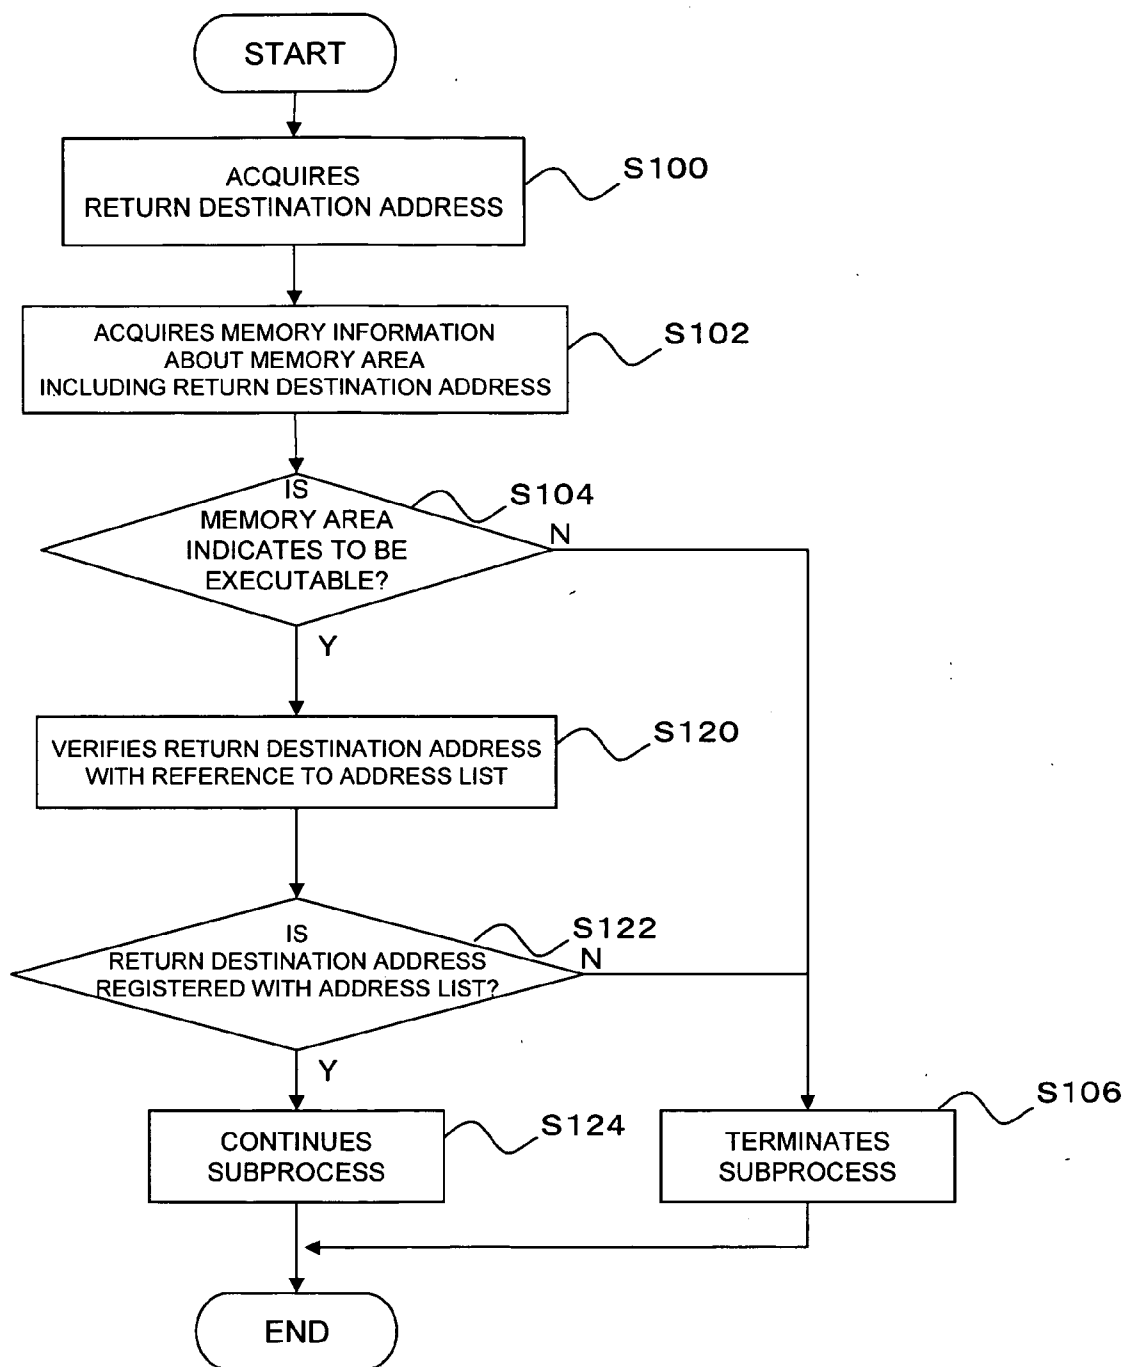 START
ACQUIRES
RETURN DESTINATION ADDRESS
S100
ACQUIRES MEMORY INFORMATION
ABOUT MEMORY AREA
INCLUDING RETURN DESTINATION ADDRESS
S102
IS
MEMORY AREA
INDICATES TO BE
EXECUTABLE?
S104
N
Y
VERIFIES RETURN DESTINATION ADDRESS
WITH REFERENCE TO ADDRESS LIST
S120
IS
RETURN DESTINATION ADDRESS
REGISTERED WITH ADDRESS LIST?
S122
N
Y
CONTINUES
SUBPROCESS
S124
TERMINATES
SUBPROCESS
S106
END